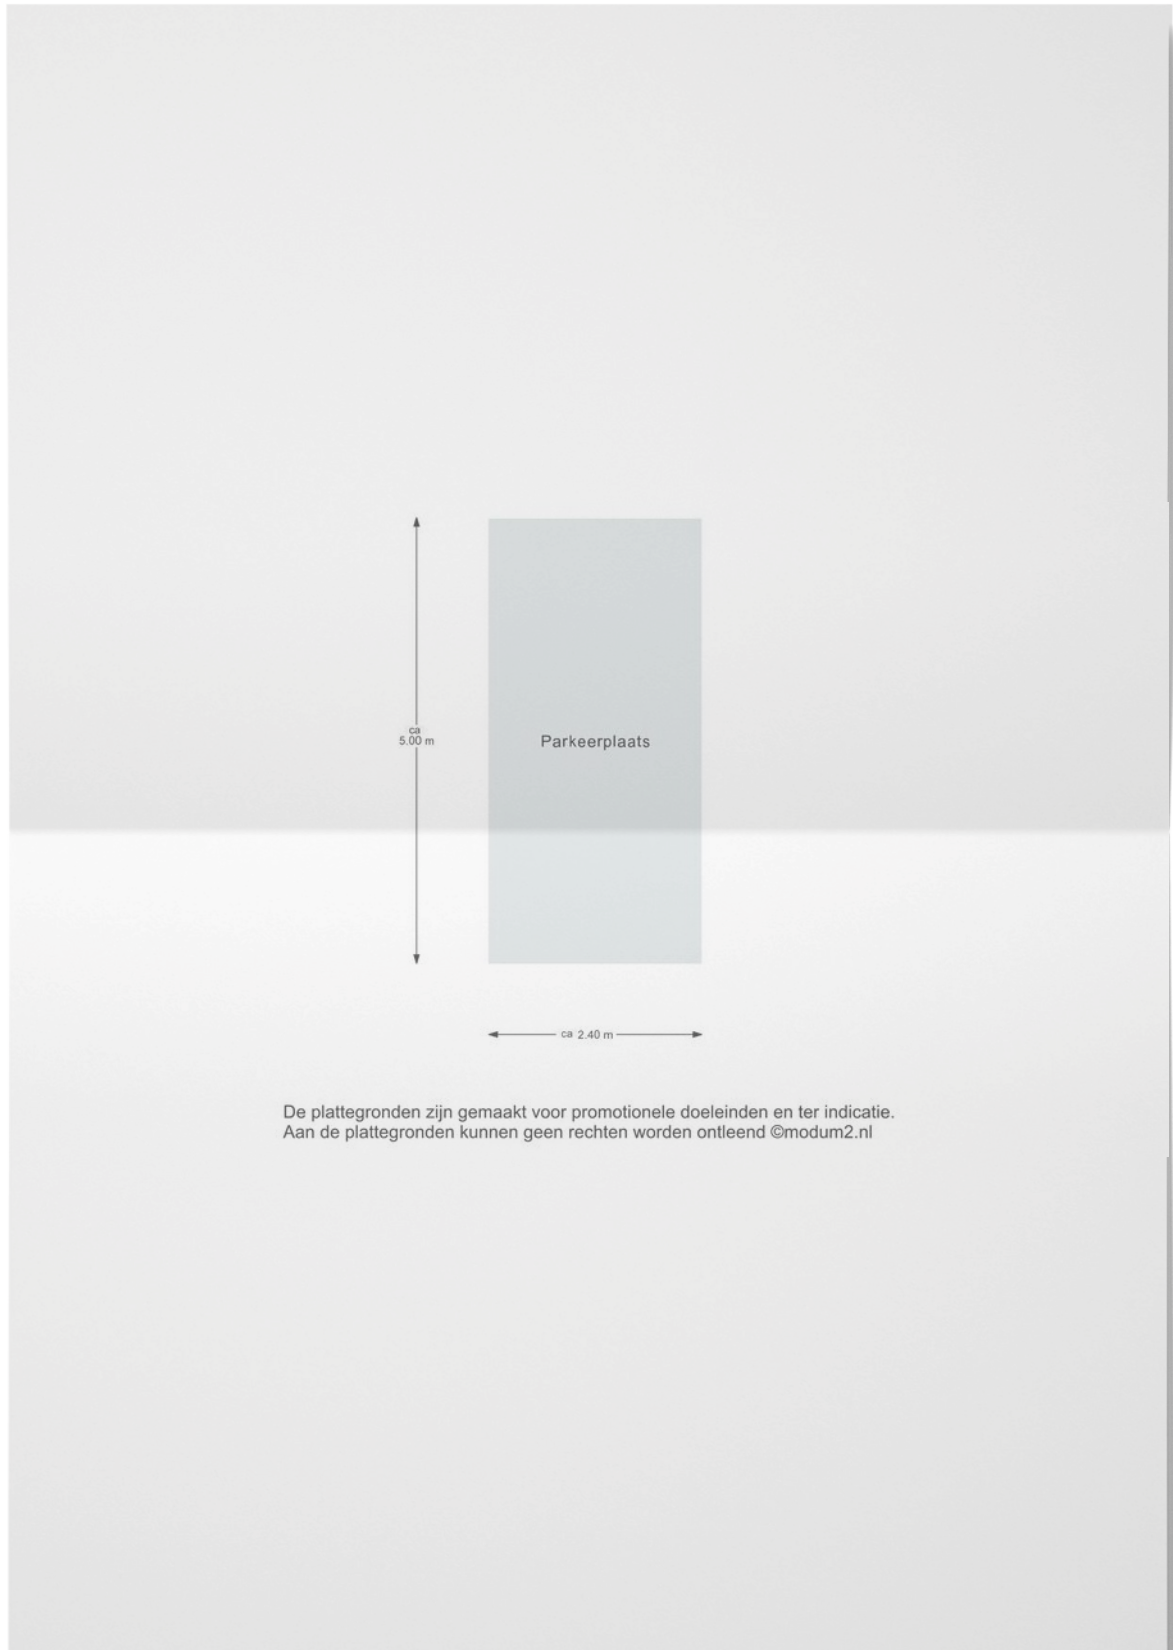 ca
5.00 m
Parkeerplaats
ca 2.40 m
De plattegronden zijn gemaakt voor promotionele doeleinden en ter indicatie.
Aan de plattegronden kunnen geen rechten worden ontleend ©modum2.nl